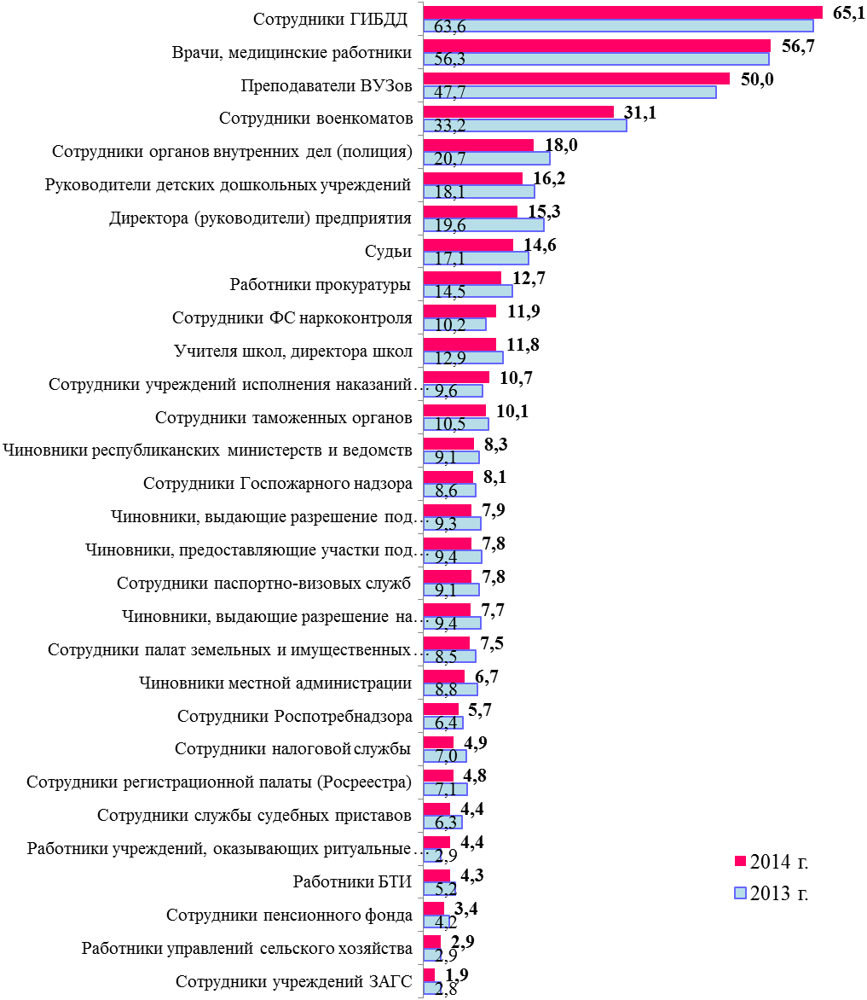 Сотрудники ГИБДД 65,1
63,6
Врачи, медицинские работники 56,7
56,3
Преподаватели ВУЗов 50,0
47,7
Сотрудники военкоматов 31,1
33,2
Сотрудники органов внутренних дел (полиция) 18,0
20,7
Руководители детских дошкольных учреждений 16,2
18,1
Директора (руководители) предприятия 15,3
19,6
Судьи 14,6
17,1
Работники прокуратуры 12,7
14,5
Сотрудники ФС наркоконтроля 11,9
10,2
Учителя школ, директора школ 11,8
12,9
Сотрудники учреждений исполнения наказаний… 10,7
9,6
Сотрудники таможенных органов 10,1
10,5
Чиновники республиканских министерств и ведомств 8,3
9,1
Сотрудники Госпожарного надзора 8,1
8,6
Чиновники, выдающие разрешение под… 7,9
9,3
Чиновники, предоставляющие участки под… 7,8
9,4
Сотрудники паспортно-визовых служб 7,8
9,1
Чиновники, выдающие разрешение на… 7,7
9,4
Сотрудники палат земельных и имущественных… 7,5
8,5
Чиновники местной администрации 6,7
8,8
Сотрудники Роспотребнадзора 5,7
6,4
Сотрудники налоговой службы 4,9
7,0
Сотрудники регистрационной палаты (Росреестра) 4,8
7,1
Сотрудники службы судебных приставов 4,4
6,3
Работники учреждений, оказывающих ритуальные… 4,4
2,9
Работники БТИ 4,3
5,2
Сотрудники пенсионного фонда 3,4
4,2
Работники управлений сельского хозяйства 2,9
2,9
Сотрудники учреждений ЗАГС 1,9
2,8
2014 г.
2013 г.